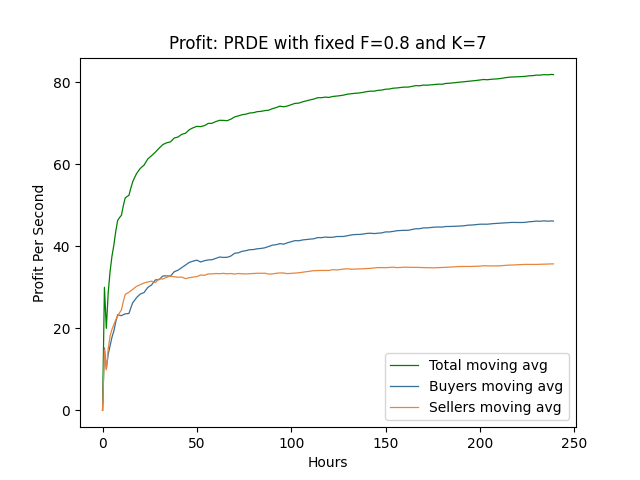 Profit: PRDE with fixed F=0.8 and K=7
80
60
40
20
0
Profit Per Second
Total moving avg
Buyers moving avg
Sellers moving avg
0 50 100 150 200 250
Hours